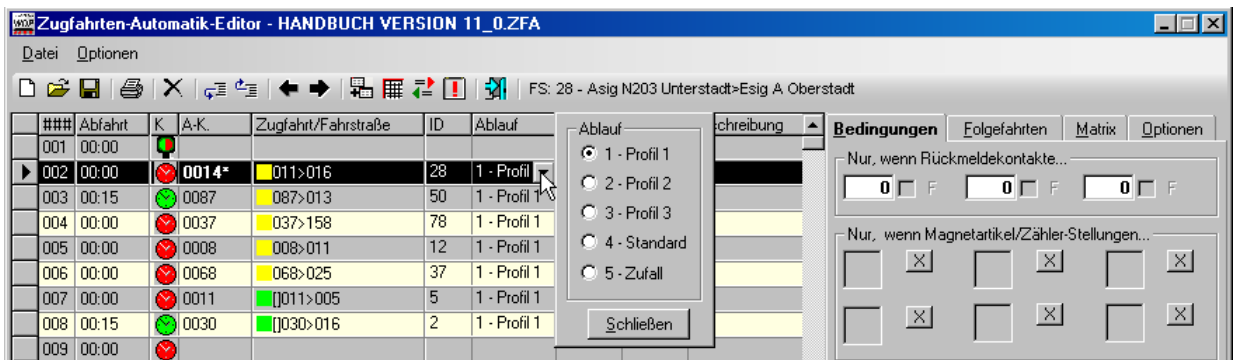 Zugfahrten-Automatik-Editor - HANDBUCH VERSION 11_0.ZFA
Datei Optionen
FS: 28 - Asig N203 Unterstadt>Esig A Oberstadt
### Abfahrt K A-K. Zugfahrt/Fahrstraße ID Ablauf chreibung
001 00:00
002 00:00 0014* 011>016 28 1 - Profil
003 00:15 0087 087>013 50 1 - Profil 1
004 00:00 0037 037>158 78 1 - Profil 1
005 00:00 0008 008>011 12 1 - Profil 1
006 00:00 0068 068>025 37 1 - Profil 1
007 00:00 0011 []011>005 5 1 - Profil 1
008 00:15 0030 []030>016 2 1 - Profil 1
009 00:00
Ablauf
1 - Profil 1
2 - Profil 2
3 - Profil 3
4 - Standard
5 - Zufall
Schließen
Bedingungen Folgefahrten Matrix Optionen
Nur, wenn Rückmeldekontakte...
0 F 0 F 0 F
Nur, wenn Magnetartikel/Zähler-Stellungen...
X X X
X X X